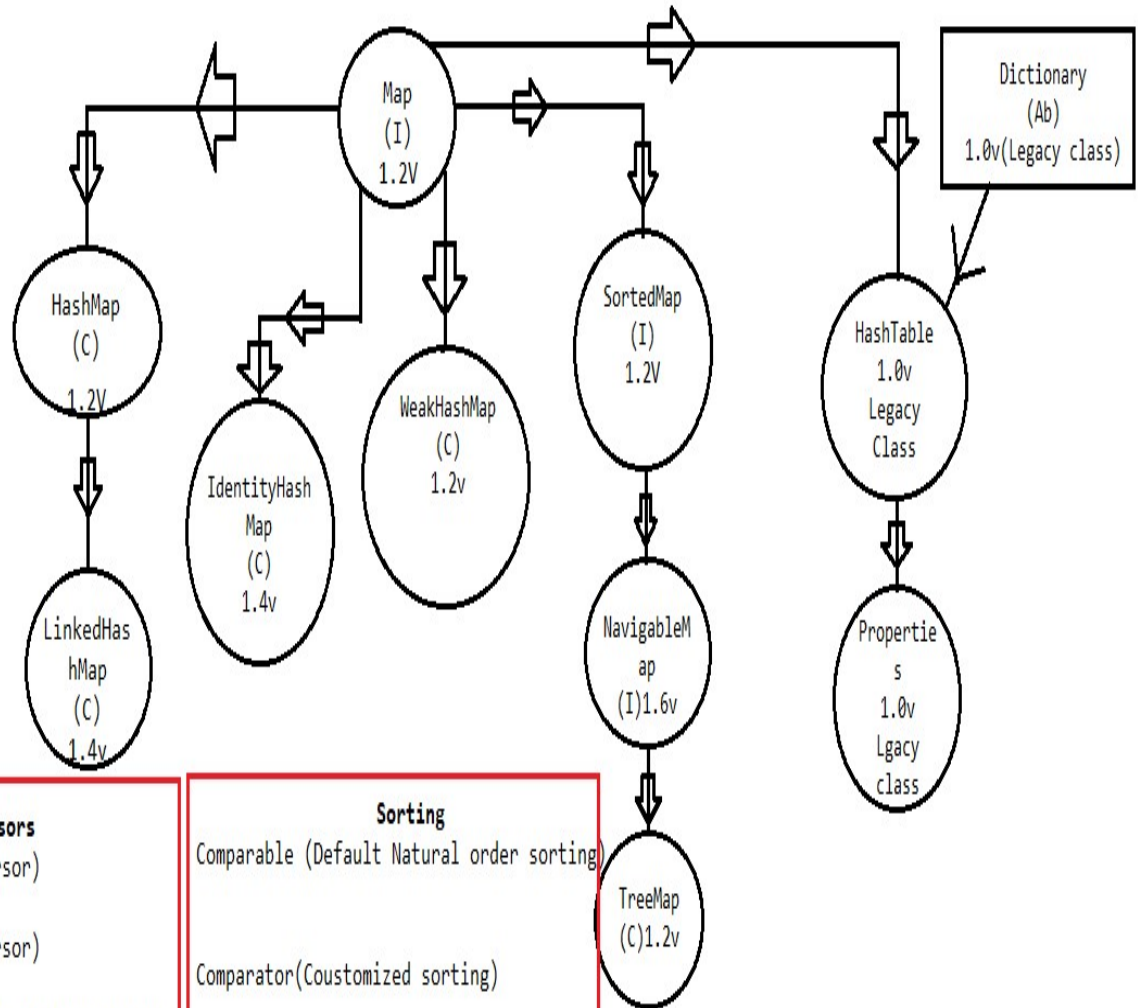 Map
(I)
1.2V
Dictionary
(Ab)
1.0v(Legacy class)
HashMap
(C)
1.2V
SortedMap
(I)
1.2V
HashTable
1.0v
Legacy
Class
WeakHashMap
(C)
1.2v
IdentityHash
Map
(C)
1.4v
LinkedHas
hMap
(C)
1.4v
NavigableM
ap
(I)1.6v
Propertie
s
1.0v
Lgacy
class
TreeMap
(C)1.2v
sors
sor)
sor)
Sorting
Comparable (Default Natural order sorting)
Comparator(Coustomized sorting)